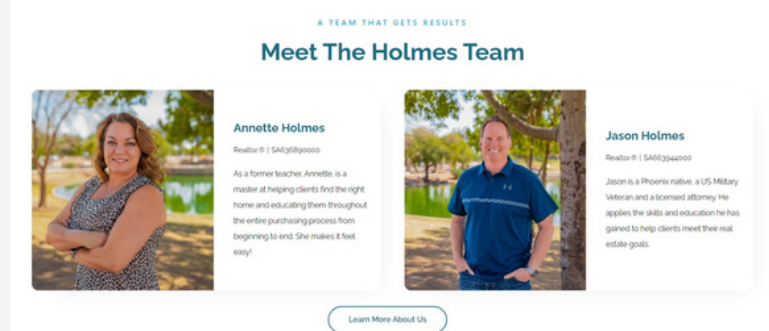 A TEAM THAT GETS RESULTS
Meet The Holmes Team
Annette Holmes
Realtor® | SA636890000
As a former teacher, Annette, is a
master at helping clients find the right
home and educating them throughout
the entire purchasing process from
beginning to end. She makes it feel
easy!
Jason Holmes
Realtor® | SA663944000
Jason is a Phoenix native, a US Military
Veteran and a licensed attorney. He
applies the skills and education he has
gained to help clients meet their real
estate goals.
Learn More About Us